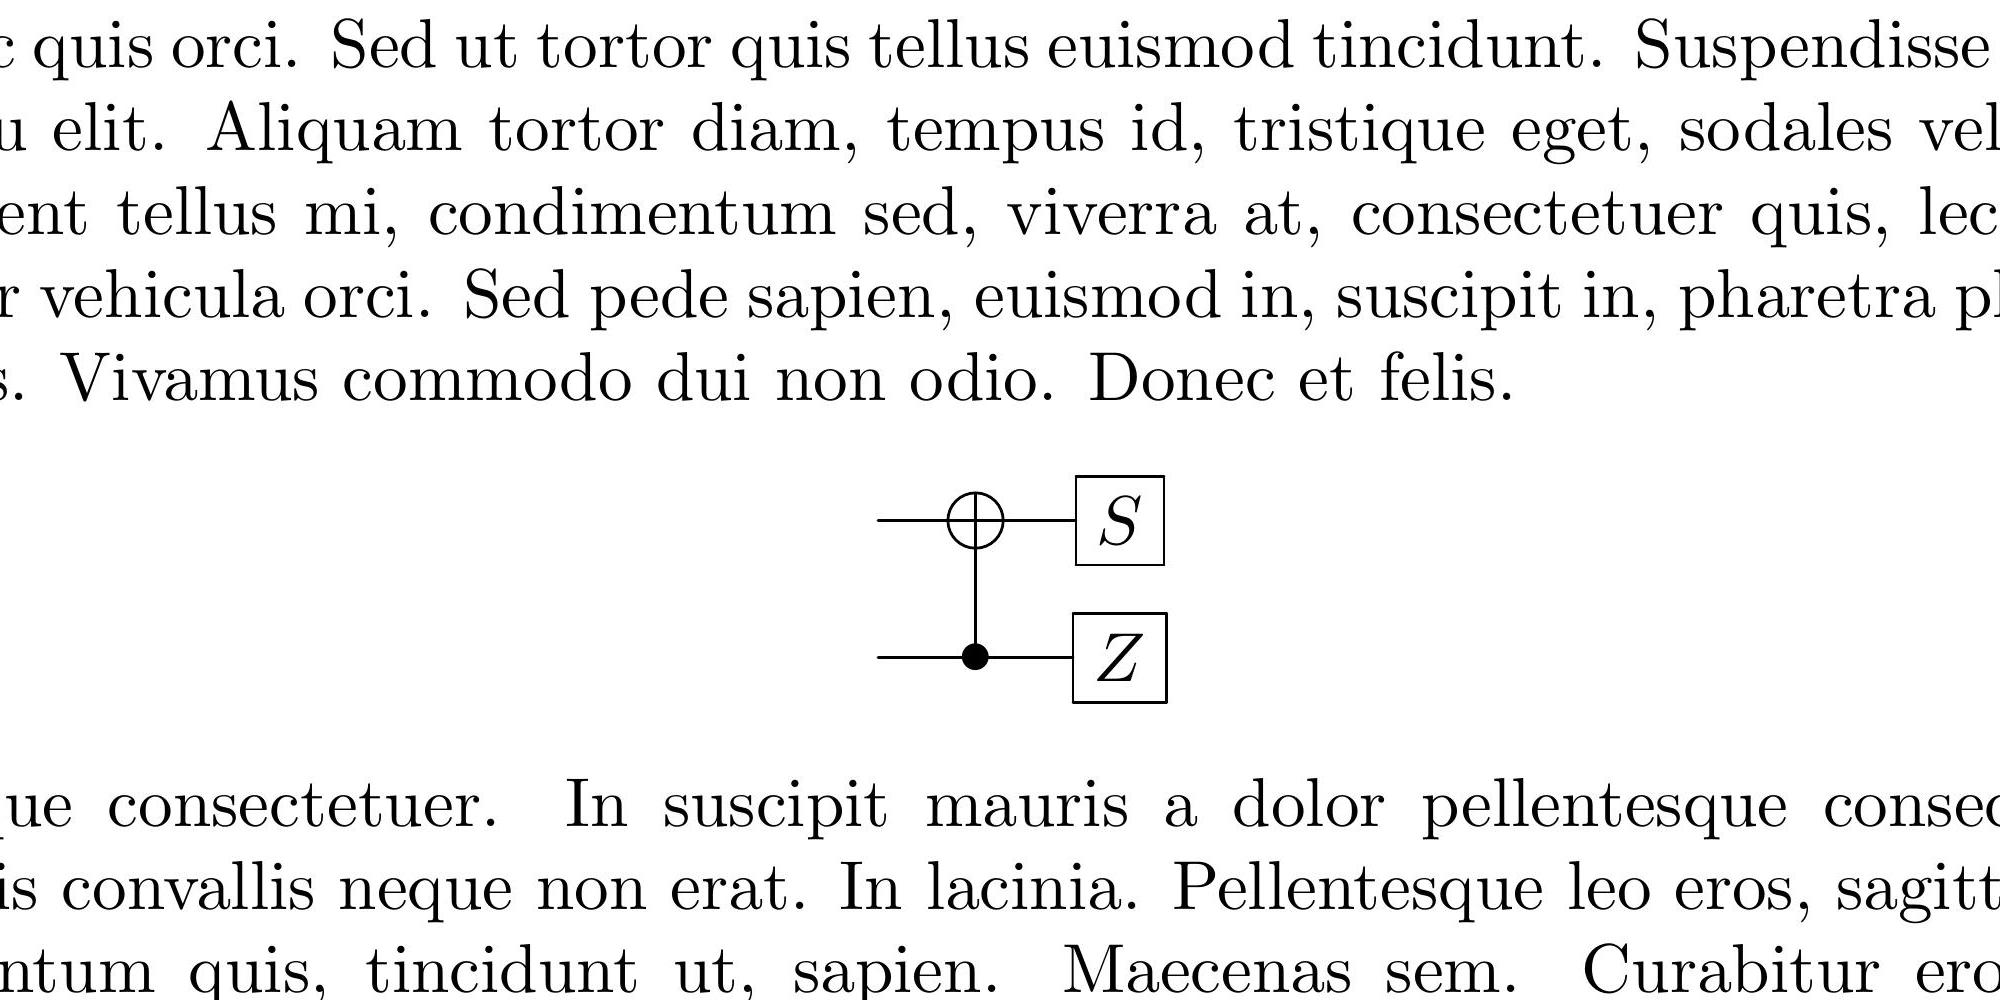 quis orci. Sed ut tortor quis tellus euismod tincidunt. Suspendisse
elit. Aliquam tortor diam, tempus id, tristique eget, sodales vel
ent tellus mi, condimentum sed, viverra at, consectetuer quis, lec
r vehicula orci. Sed pede sapien, euismod in, suscipit in, pharetra
s. Vivamus commodo dui non odio. Donec et felis.
S
Z
ue consectetuer. In suscipit mauris a dolor pellentesque consec
is convallis neque non erat. In lacinia. Pellentesque leo eros, sagitt
ntum quis, tincidunt ut, sapien. Maecenas sem. Curabitur ero